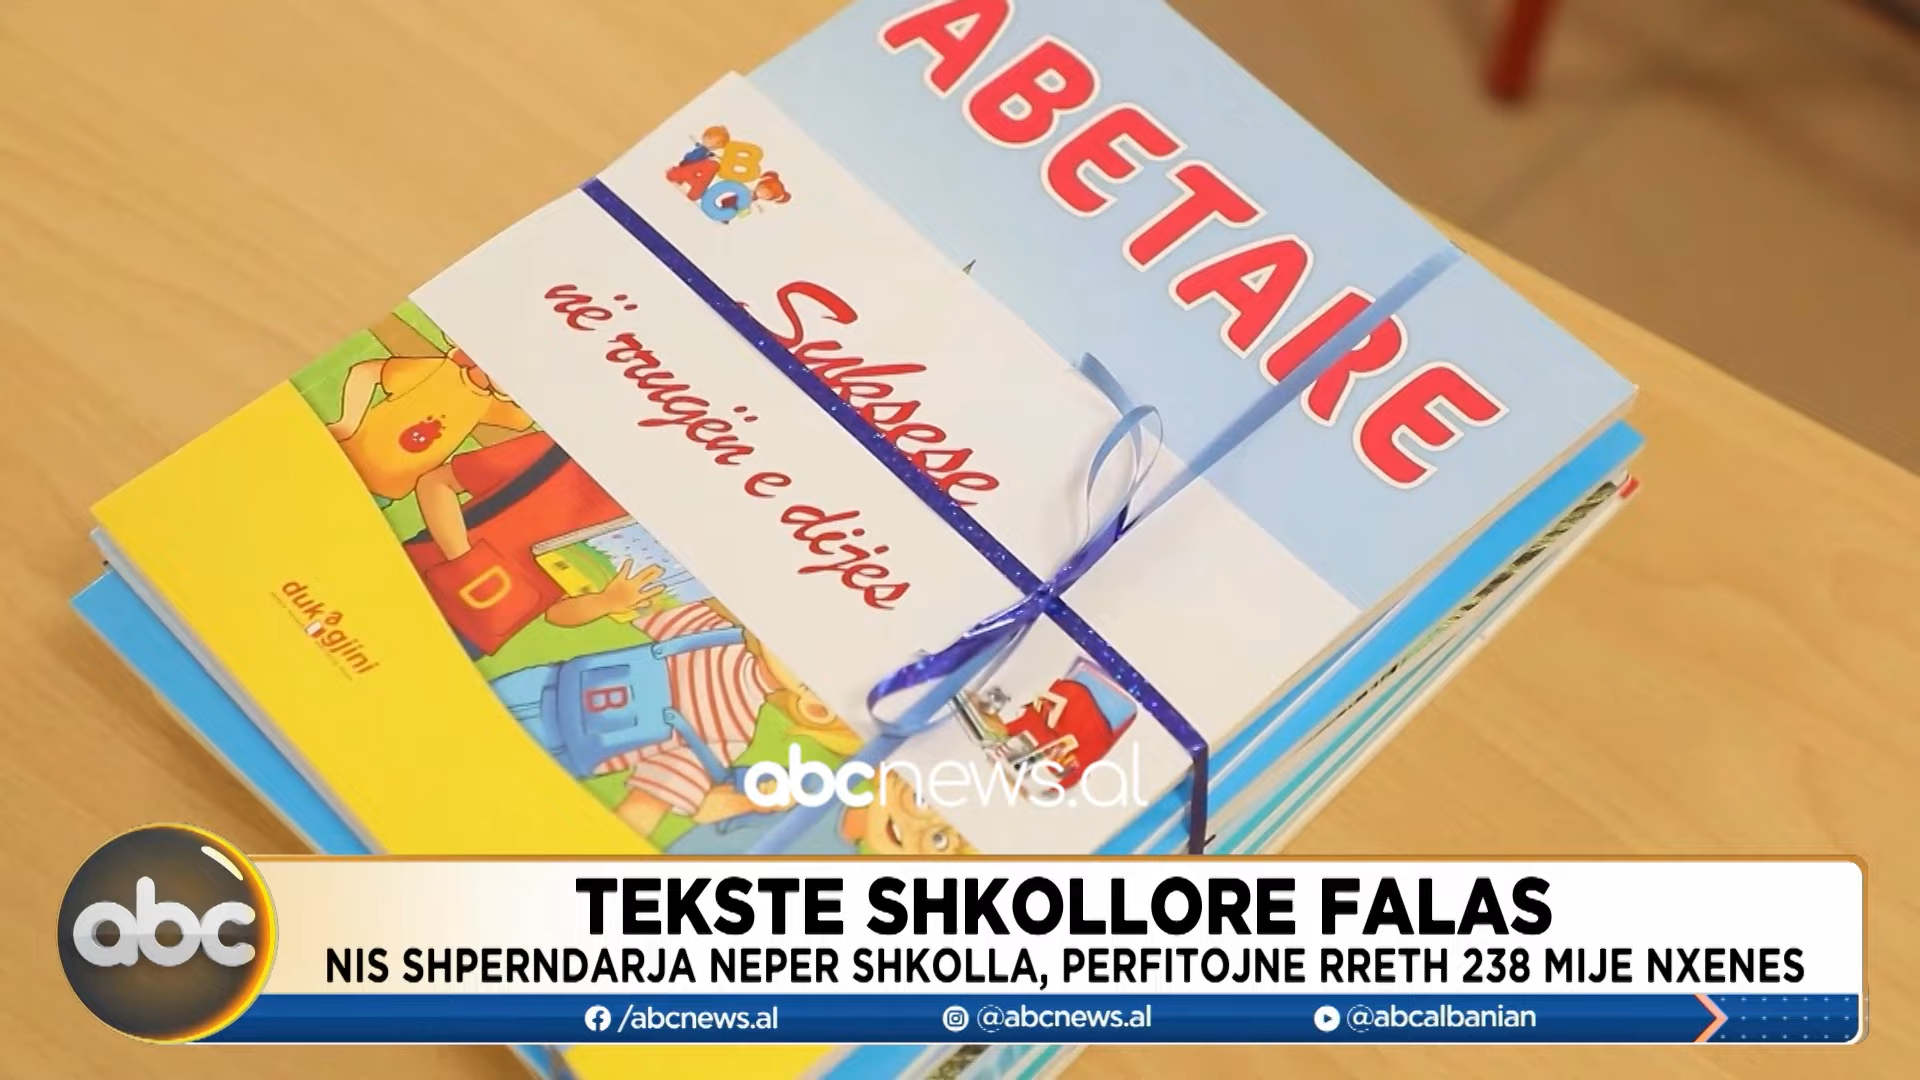 ABETARE
B
A C
Suksese
në rrugën e dijes
D
B
dukagjini
abcnews.al
abc
TEKSTE SHKOLLORE FALAS
NIS SHPERNDARJA NEPER SHKOLLA, PERFITOJNE RRETH 238 MIJE NXENES
/abcnews.al
@abcnews.al
@abcalbanian